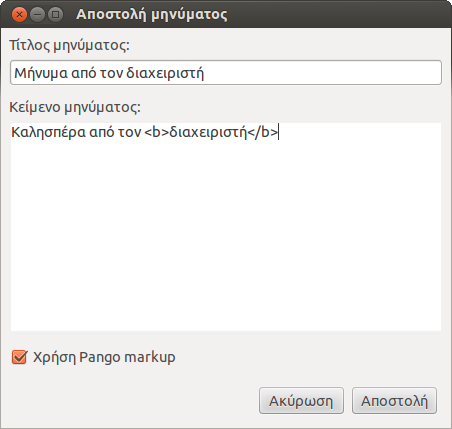 Αποστολή μηνύματος
Τίτλος μηνύματος:
Μήνυμα από τον διαχειριστή
Κείμενο μηνύματος:
Καλησπέρα από τον <b>διαχειριστή</b>
Χρήση Pango markup
Ακύρωση Αποστολή